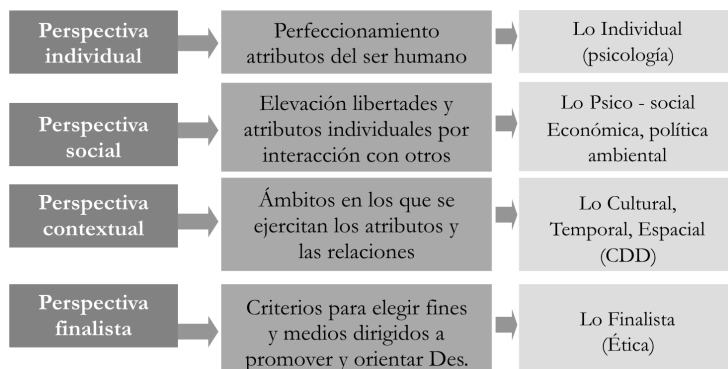 Perspectiva
individual
Perfeccionamiento
atributos del ser humano
Lo Individual
(psicología)
Perspectiva
social
Elevación libertades y
atributos individuales por
interacción con otros
Lo Psico - social
Económica, política
ambiental
Perspectiva
contextual
Ámbitos en los que se
ejercitan los atributos y
las relaciones
Lo Cultural,
Temporal, Espacial
(CDD)
Perspectiva
finalista
Criterios para elegir fines
y medios dirigidos a
promover y orientar Des.
Lo Finalista
(Ética)